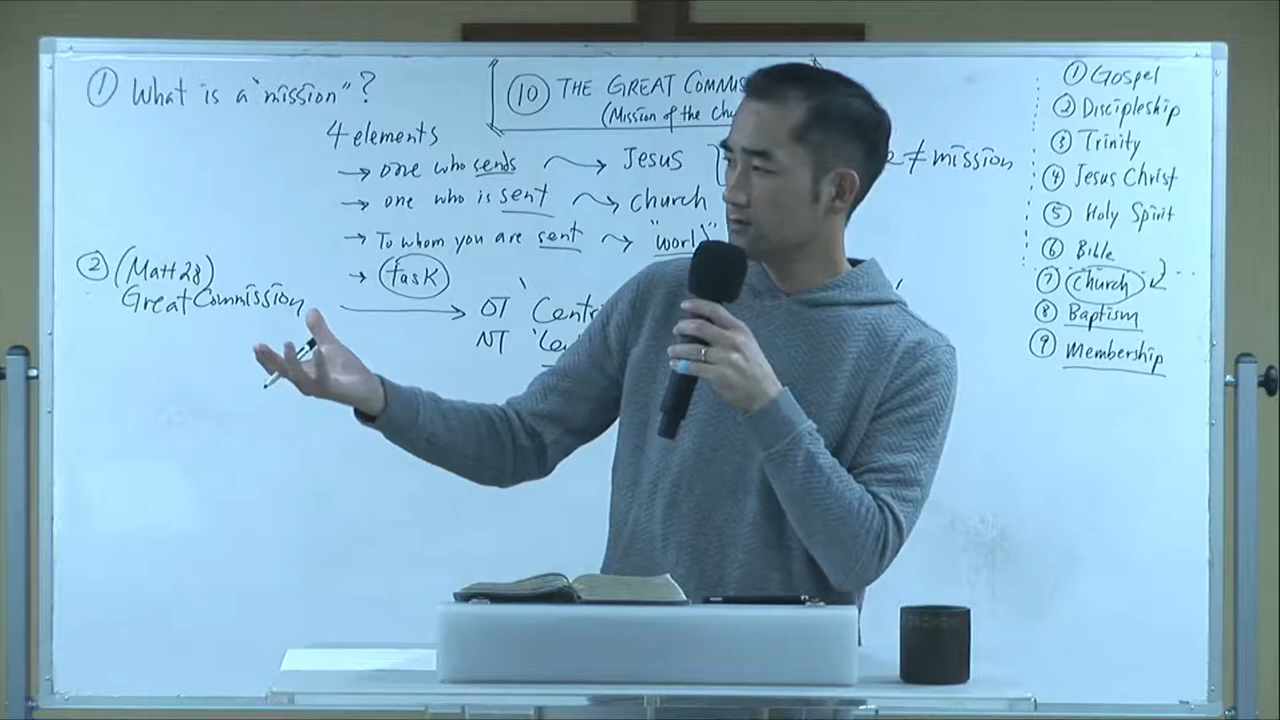 ① What is a "mission"?
⑩ THE GREAT COMMIS
(Mission of the Chu
4 elements
→ one who sends → Jesus
→ one who is sent → church
→ To whom you are sent → "world"
→ task
≠ mission
② (Matt 28)
Great Commission → OT 'Centr
NT 'Ce
① Gospel
② Discipleship
③ Trinity
④ Jesus Christ
⑤ Holy Spirit
⑥ Bible
⑦ Church
⑧ Baptism
⑨ Membership